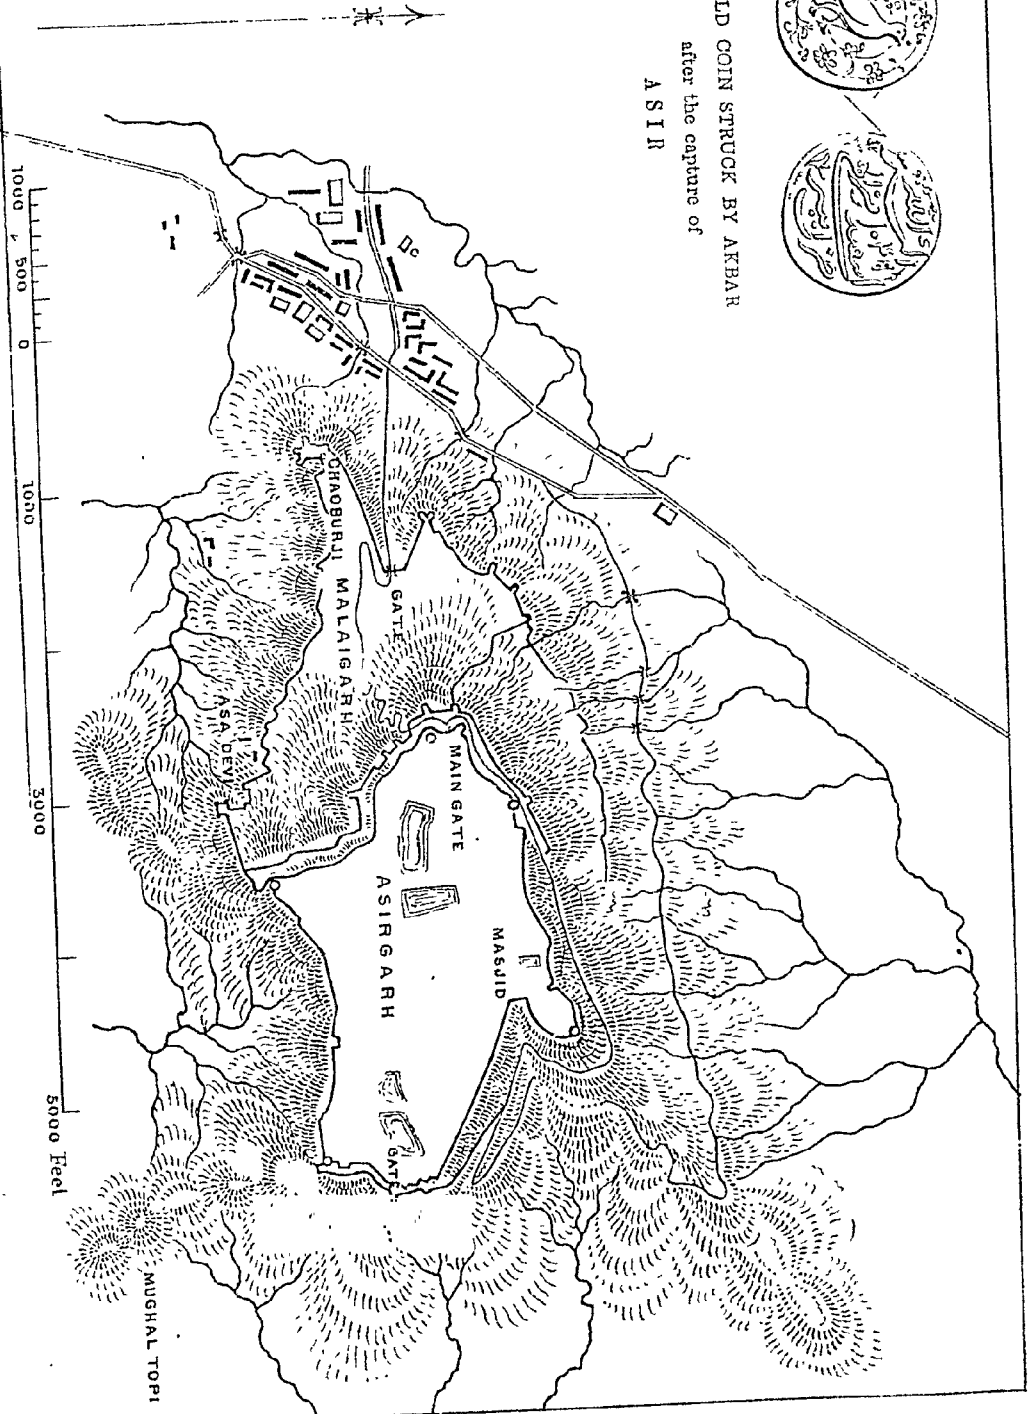 LD COIN STRUCK BY AKBAR
after the capture of
ASIR
CHAOBURJI
MALAIGARH
GATE
ASA DEVI
MAIN GATE
MASJID
ASIRGARH
GATE
MUGHAL TOPI
1000 500 0 1000 3000 5000 Feet